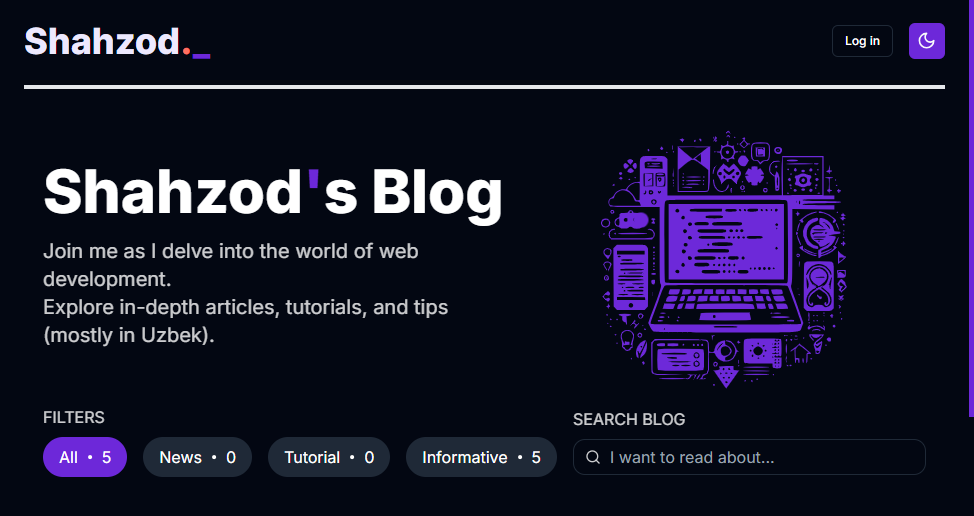 Shahzod._
Log in
Shahzod's Blog
Join me as I delve into the world of web
development.
Explore in-depth articles, tutorials, and tips
(mostly in Uzbek).
FILTERS
All • 5
News • 0
Tutorial • 0
Informative • 5
SEARCH BLOG
I want to read about...